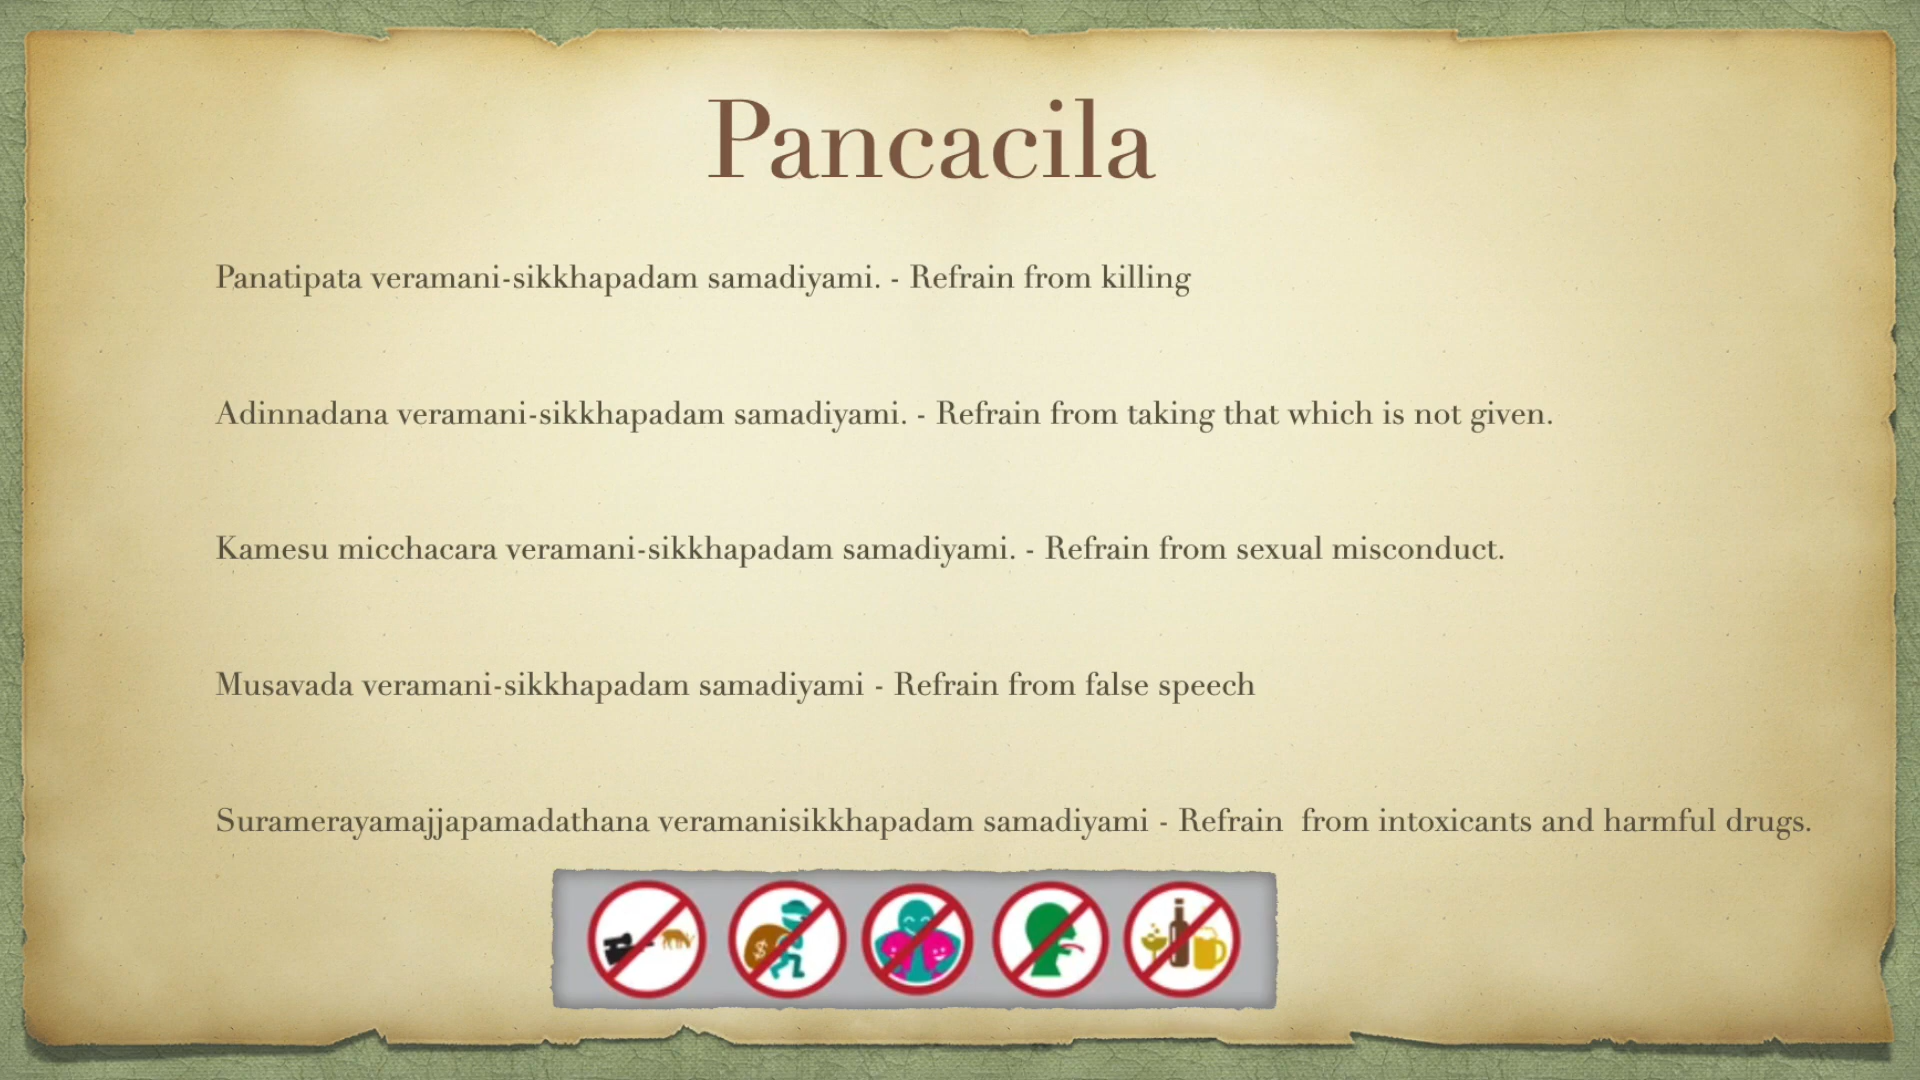 Pancacila
Panatipata veramani-sikkhapadam samadiyami. - Refrain from killing
Adinnadana veramani-sikkhapadam samadiyami. - Refrain from taking that which is not given.
Kamesu micchacara veramani-sikkhapadam samadiyami. - Refrain from sexual misconduct.
Musavada veramani-sikkhapadam samadiyami - Refrain from false speech
Suramerayamajjapamadathana veramanisikkhapadam samadiyami - Refrain  from intoxicants and harmful drugs.
$